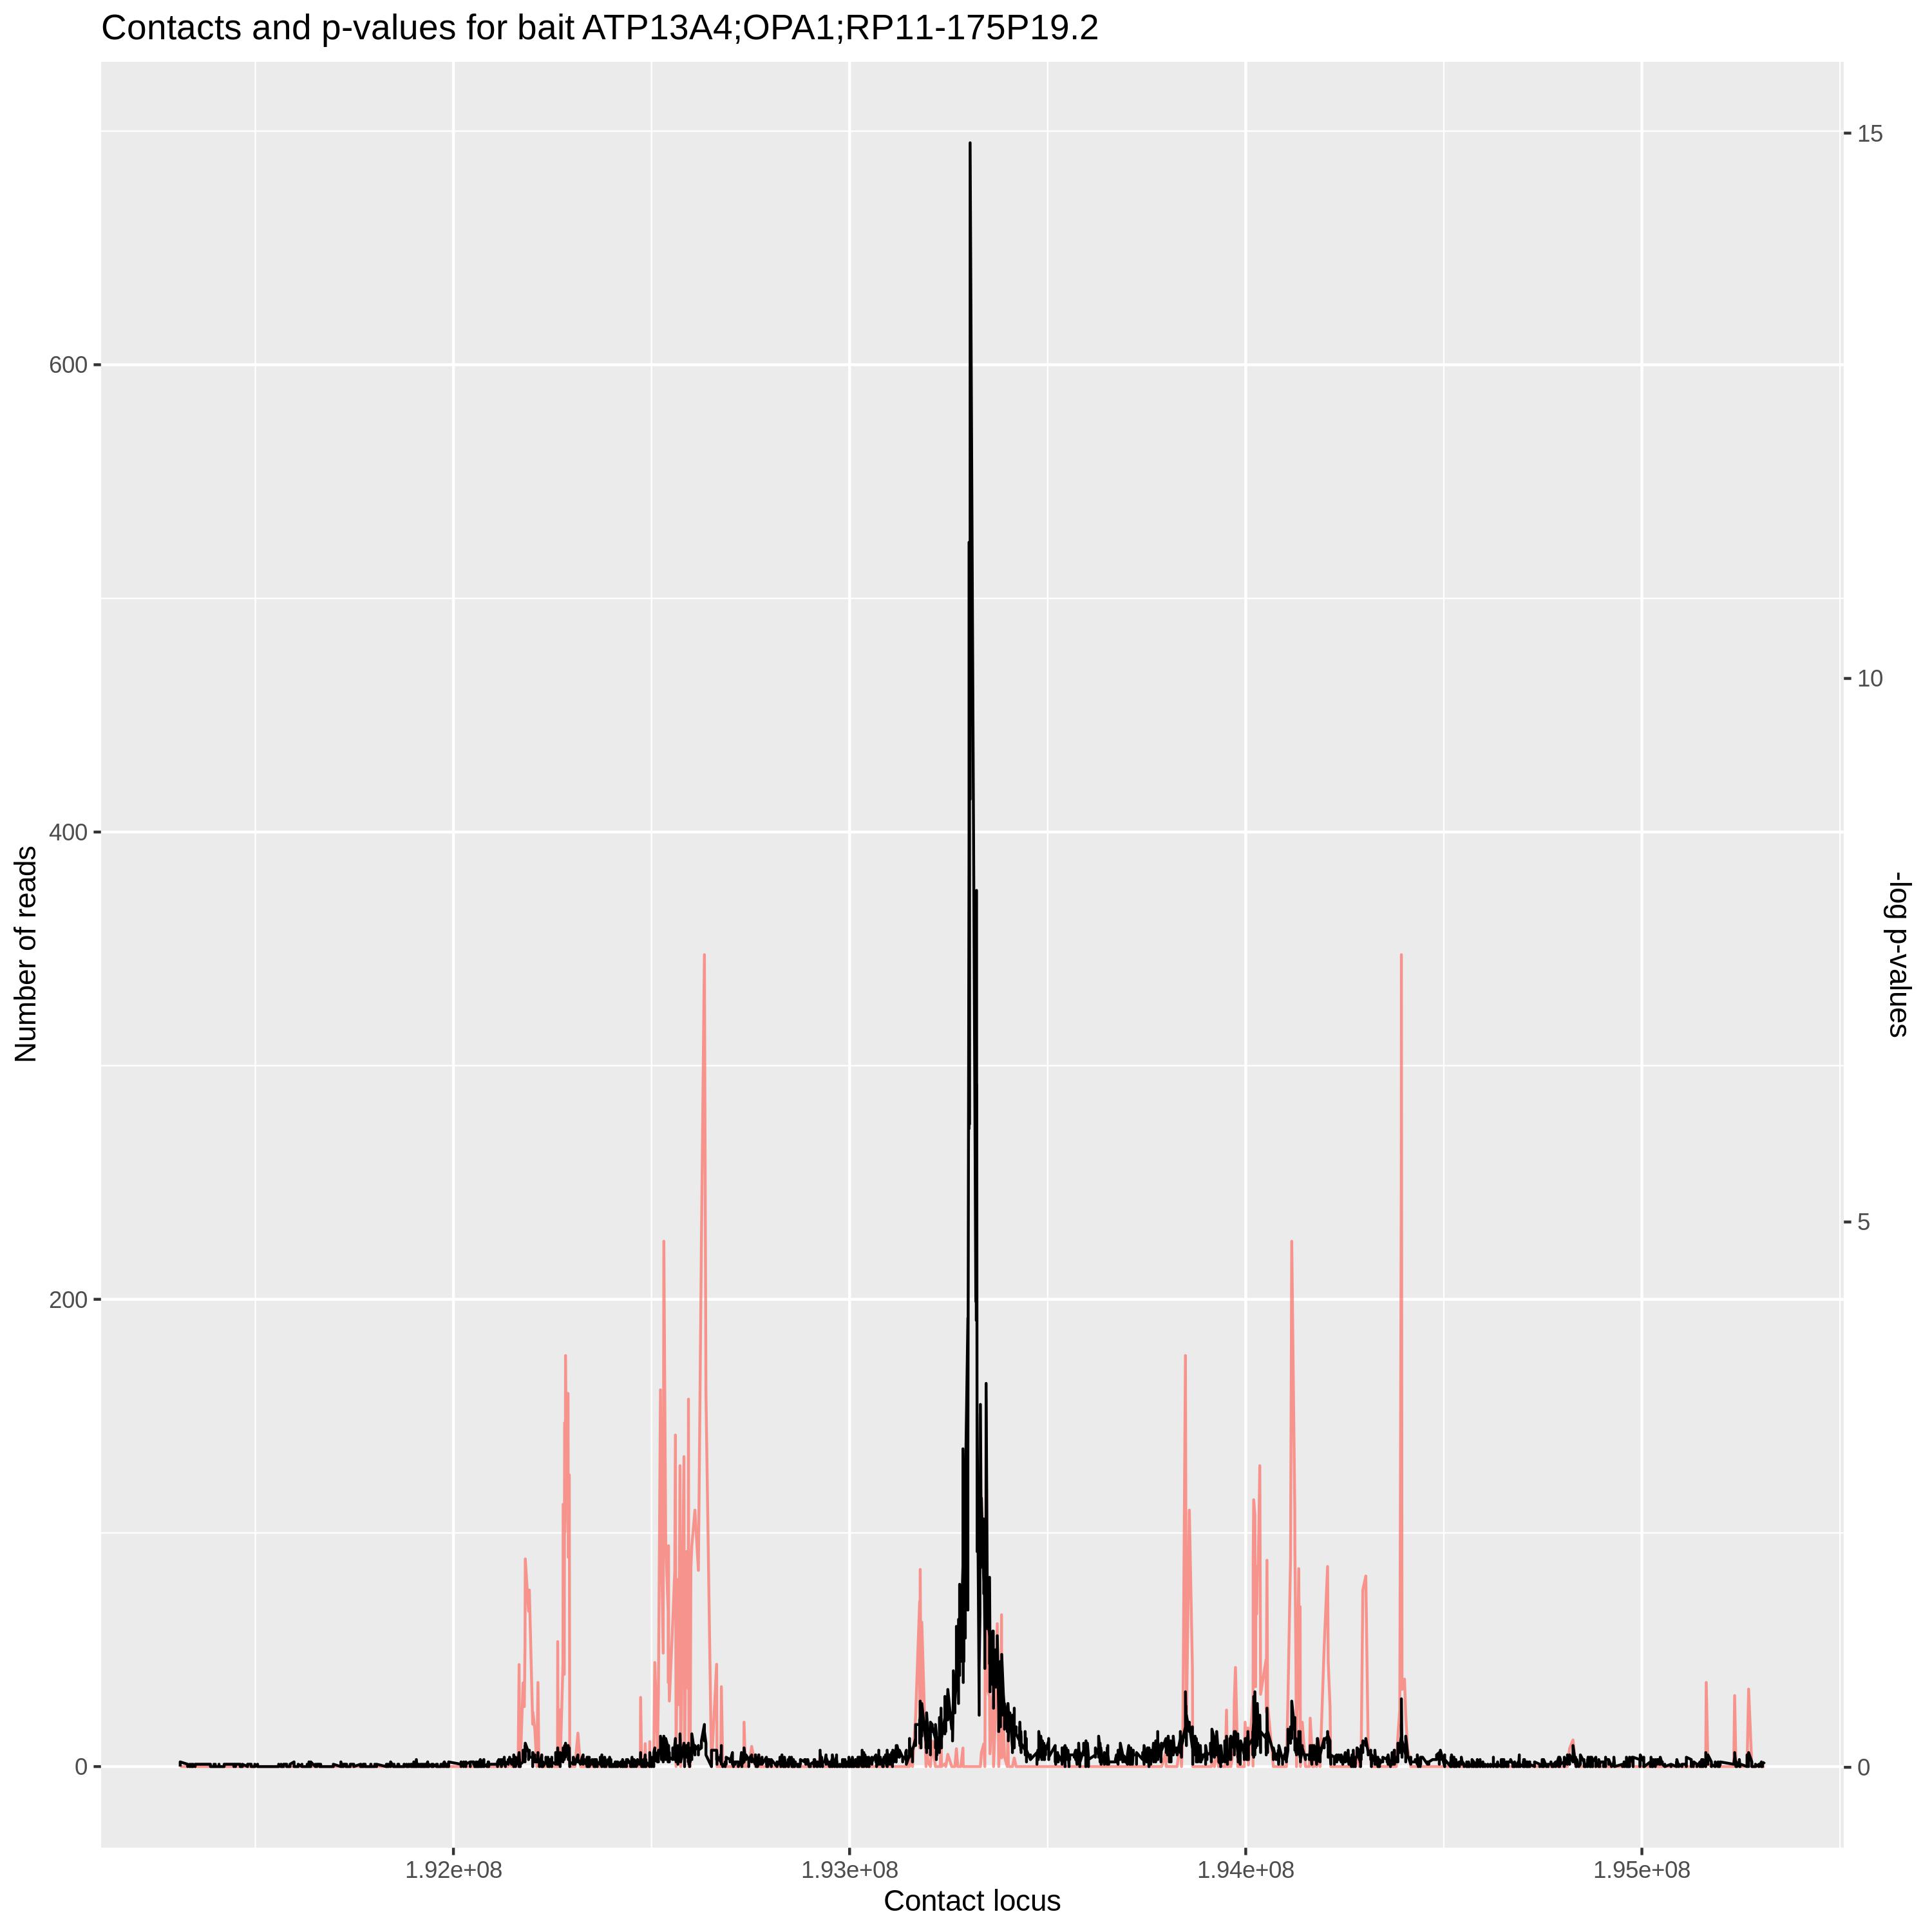 Contacts and p-values for bait ATP13A4;OPA1;RP11-175P19.2
15
600
10
400
Number of reads
-log p-values
5
200
0
0
1.92e+08
1.93e+08
1.94e+08
1.95e+08
Contact locus